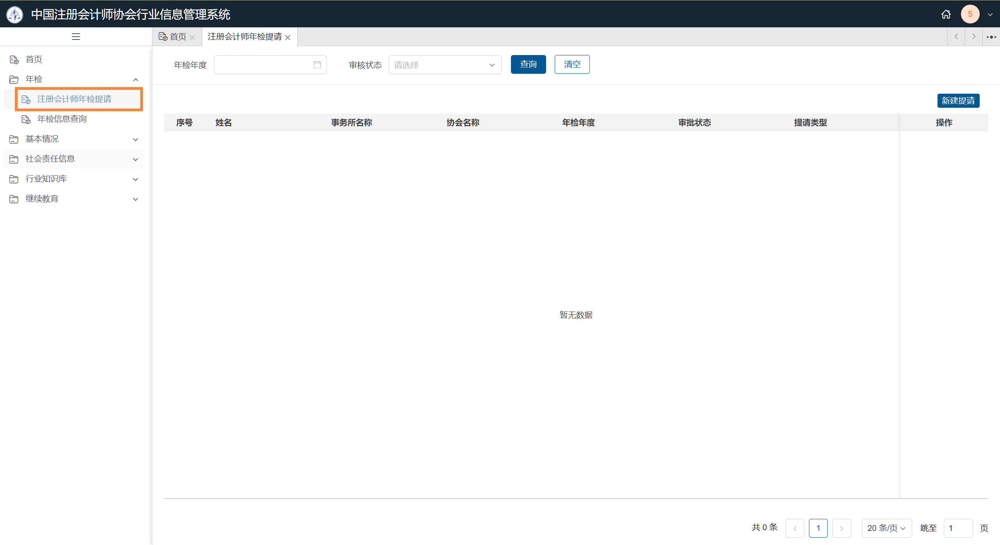 中国注册会计师协会行业信息管理系统
5
首页
注册会计师年检提请
首页
年检
注册会计师年检提请
年检信息查询
基本情况
社会责任信息
行业知识库
继续教育
年检年度
审核状态 请选择 查询 清空
新建提请
序号 姓名 事务所名称 协会名称 年检年度 审批状态 提请类型 操作
暂无数据
共 0 条 1 20 条/页 跳至 1 页